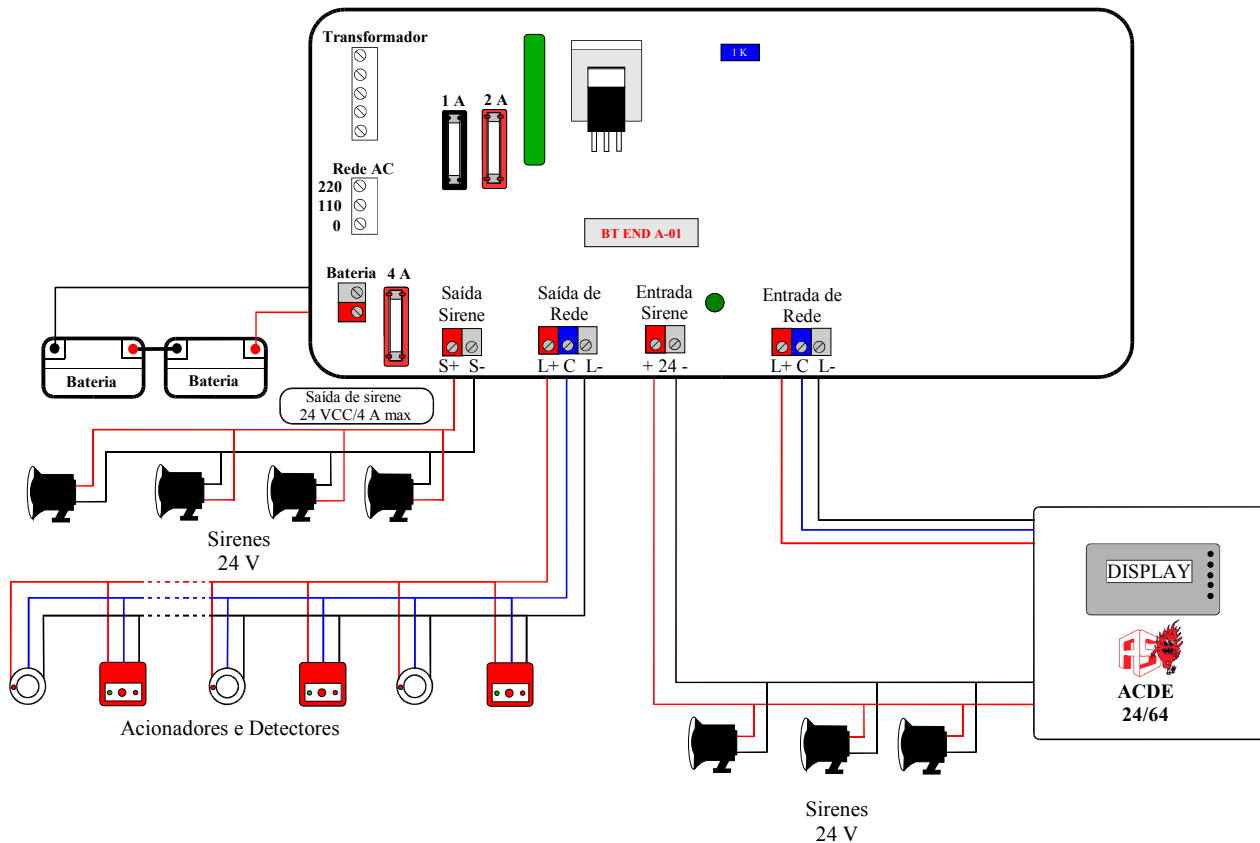 Transformador
1 K
1 A
2 A
Rede AC
220
110
0
BT END A-01
Bateria
4 A
Saída
Sirene
Saída de
Rede
Entrada
Sirene
Entrada de
Rede
S+ S-
L+ C L-
+ 24 -
L+ C L-
Bateria
Bateria
Saída de sirene
24 VCC/4 A max
Sirenes
24 V
DISPLAY
AS
ACDE
24/64
Acionadores e Detectores
Sirenes
24 V